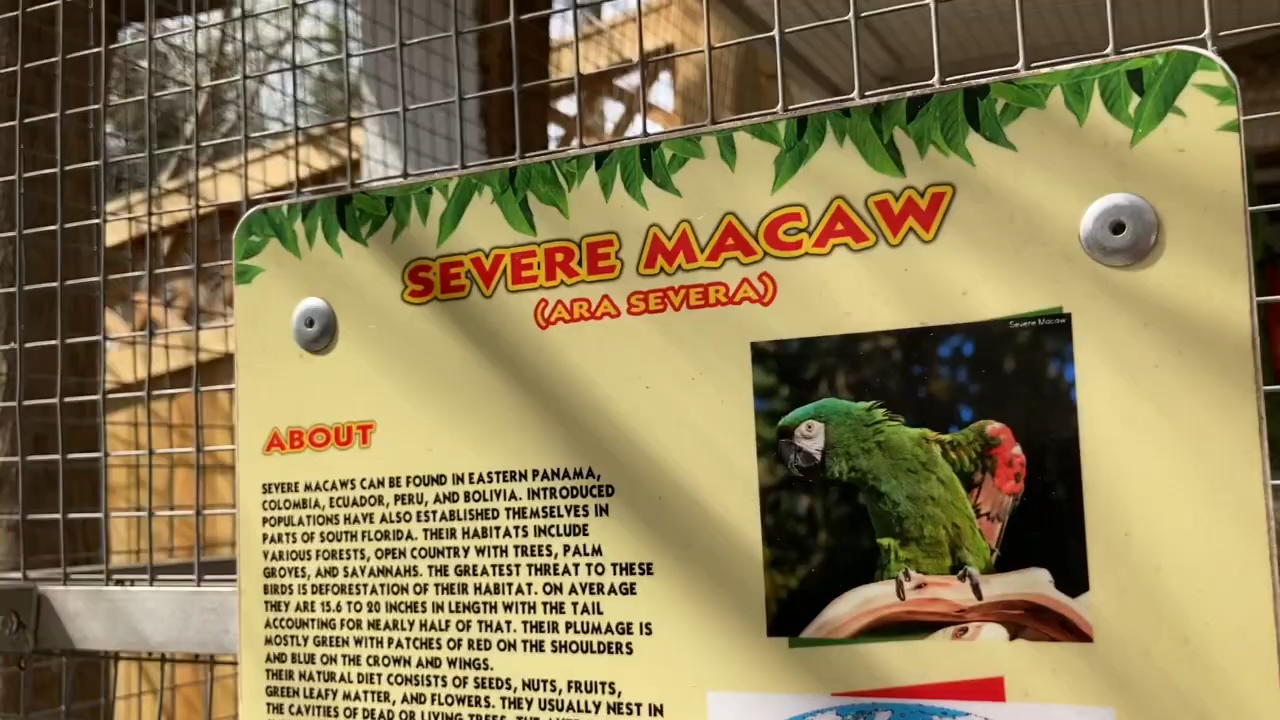 SEVERE MACAW
(ARA SEVERA)
Severe Macaw
ABOUT
SEVERE MACAWS CAN BE FOUND IN EASTERN PANAMA,
COLOMBIA, ECUADOR, PERU, AND BOLIVIA. INTRODUCED
POPULATIONS HAVE ALSO ESTABLISHED THEMSELVES IN
PARTS OF SOUTH FLORIDA. THEIR HABITATS INCLUDE
VARIOUS FORESTS, OPEN COUNTRY WITH TREES, PALM
GROVES, AND SAVANNAHS. THE GREATEST THREAT TO THESE
BIRDS IS DEFORESTATION OF THEIR HABITAT. ON AVERAGE
THEY ARE 15.6 TO 20 INCHES IN LENGTH WITH THE TAIL
ACCOUNTING FOR NEARLY HALF OF THAT. THEIR PLUMAGE IS
MOSTLY GREEN WITH PATCHES OF RED ON THE SHOULDERS
AND BLUE ON THE CROWN AND WINGS.
THEIR NATURAL DIET CONSISTS OF SEEDS, NUTS, FRUITS,
GREEN LEAFY MATTER, AND FLOWERS. THEY USUALLY NEST IN
THE CAVITIES OF DEAD OR LIVING TREES. THE